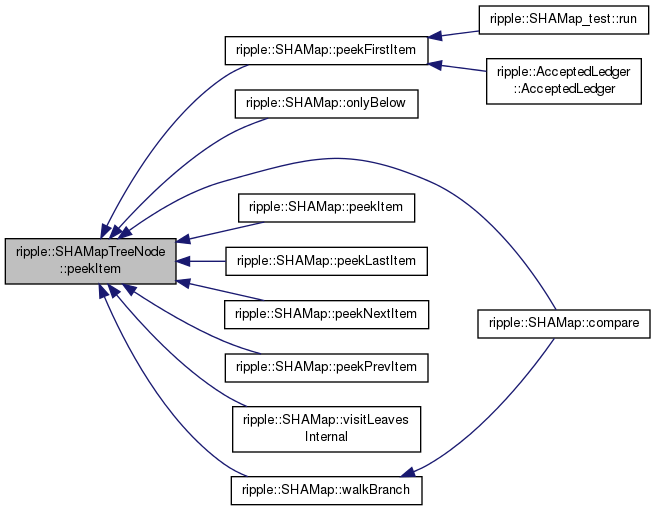 ripple::SHAMap_test::run
ripple::SHAMap::peekFirstItem
ripple::AcceptedLedger
::AcceptedLedger
ripple::SHAMap::onlyBelow
ripple::SHAMap::peekItem
ripple::SHAMapTreeNode
::peekItem
ripple::SHAMap::peekLastItem
ripple::SHAMap::peekNextItem
ripple::SHAMap::compare
ripple::SHAMap::peekPrevItem
ripple::SHAMap::visitLeaves
Internal
ripple::SHAMap::walkBranch